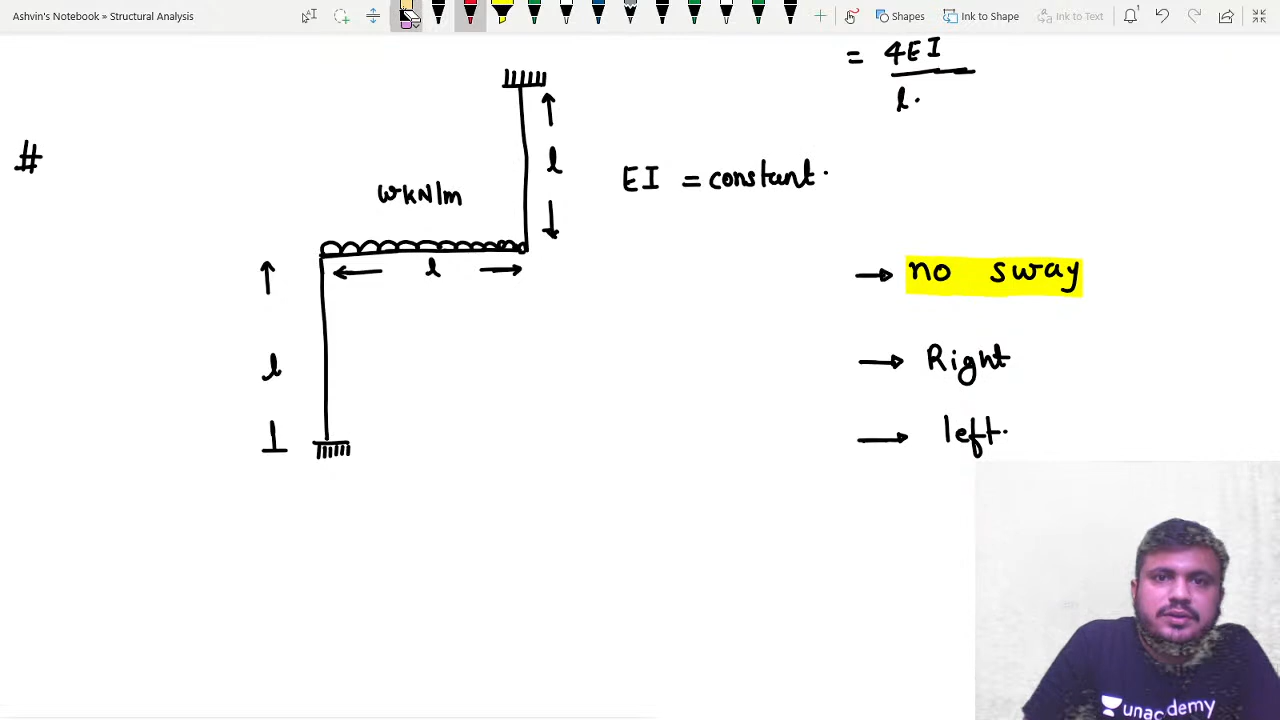 Ashvin's Notebook » Structural Analysis
Shapes
Ink to Shape
Ink to Text
Share
= 4EI
l.
#
l
EI = constant.
wkN/m
l
→ no sway
→ Right
l
→ left.
unacademy